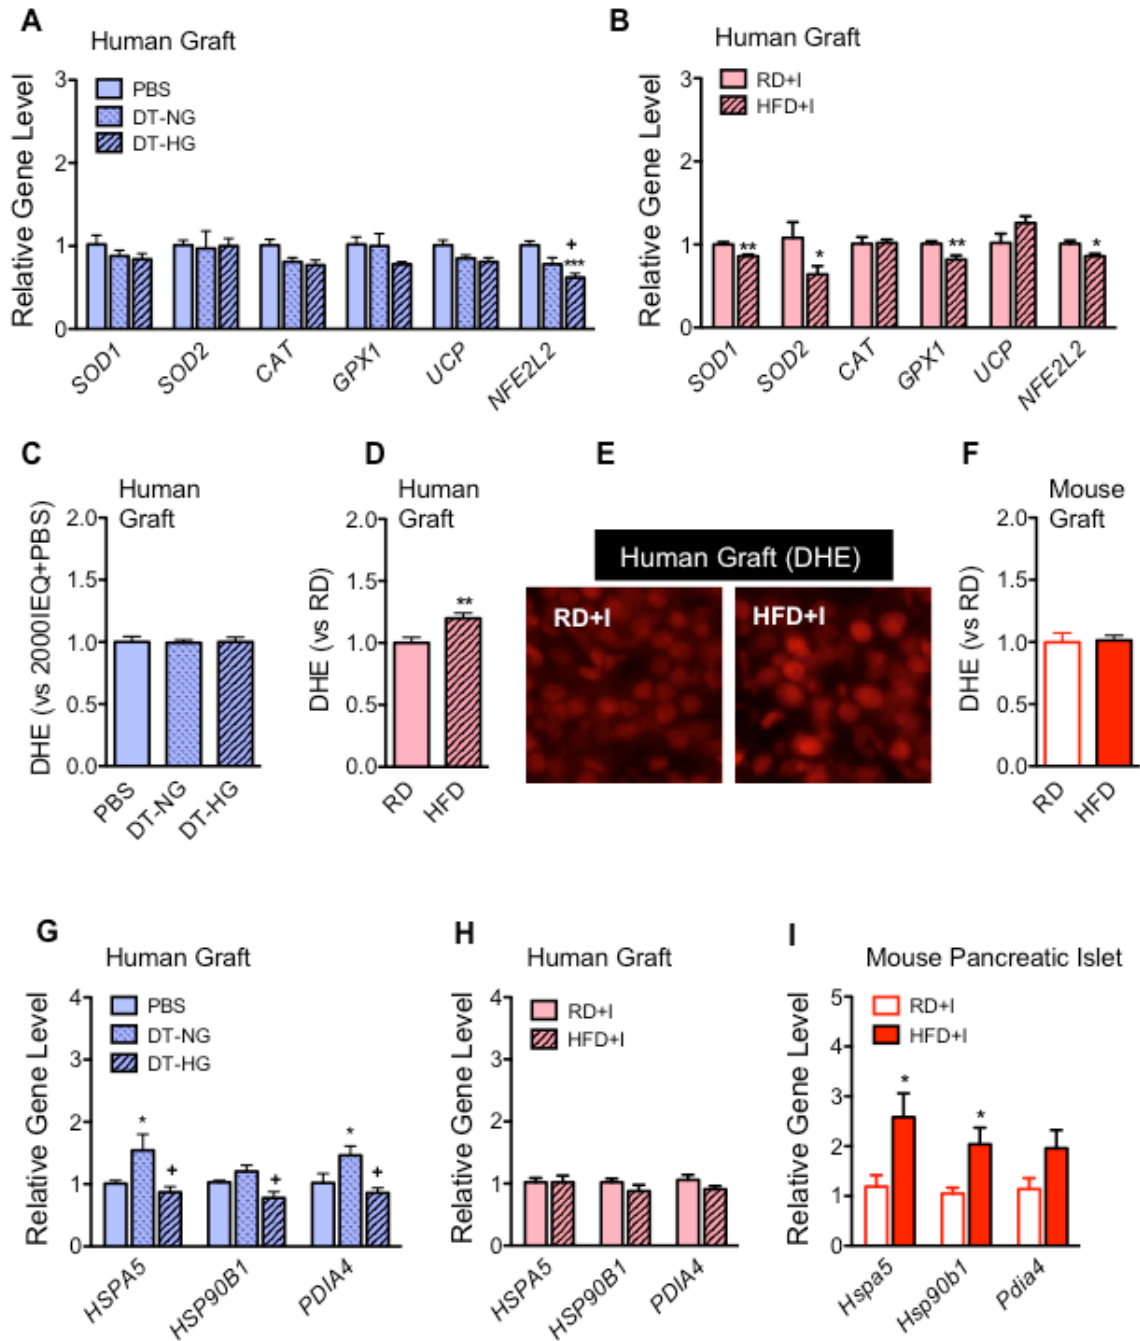 A
Human Graft
Relative Gene Level
3
2
1
0
PBS
DT-NG
DT-HG
+
***
SOD1
SOD2
CAT
GPX1
UCP
NFE2L2
B
Human Graft
Relative Gene Level
3
2
1
0
RD+I
HFD+I
**
*
**
*
SOD1
SOD2
CAT
GPX1
UCP
NFE2L2
C
Human
Graft
DHE (vs 2000IEQ+PBS)
2.0
1.5
1.0
0.5
0.0
PBS
DT-NG
DT-HG
D
Human
Graft
DHE (vs RD)
2.0
1.5
1.0
0.5
0.0
**
RD
HFD
E
Human Graft (DHE)
RD+I
HFD+I
F
Mouse
Graft
DHE (vs RD)
2.0
1.5
1.0
0.5
0.0
RD
HFD
G
Human Graft
Relative Gene Level
4
3
2
1
0
PBS
DT-NG
DT-HG
*
+
+
*
+
HSPA5
HSP90B1
PDIA4
H
Human Graft
Relative Gene Level
4
3
2
1
0
RD+I
HFD+I
HSPA5
HSP90B1
PDIA4
I
Mouse Pancreatic Islet
Relative Gene Level
5
4
3
2
1
0
RD+I
HFD+I
*
*
Hspa5
Hsp90b1
Pdia4